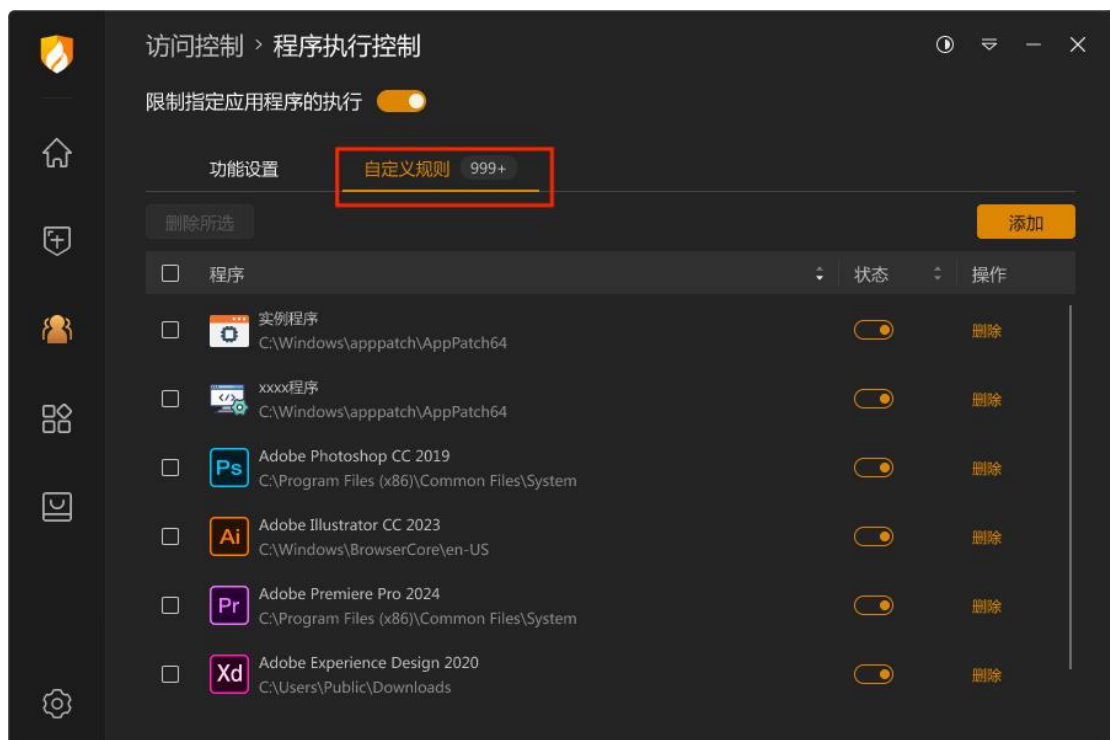 访问控制 > 程序执行控制
限制指定应用程序的执行
功能设置 自定义规则 999+
删除所选 添加
程序 状态 操作
实例程序
C:\Windows\apppatch\AppPatch64
删除
xxxx程序
C:\Windows\apppatch\AppPatch64
删除
Ps
Adobe Photoshop CC 2019
C:\Program Files (x86)\Common Files\System
删除
Ai
Adobe Illustrator CC 2023
C:\Windows\BrowserCore\en-US
删除
Pr
Adobe Premiere Pro 2024
C:\Program Files (x86)\Common Files\System
删除
Xd
Adobe Experience Design 2020
C:\Users\Public\Downloads
删除